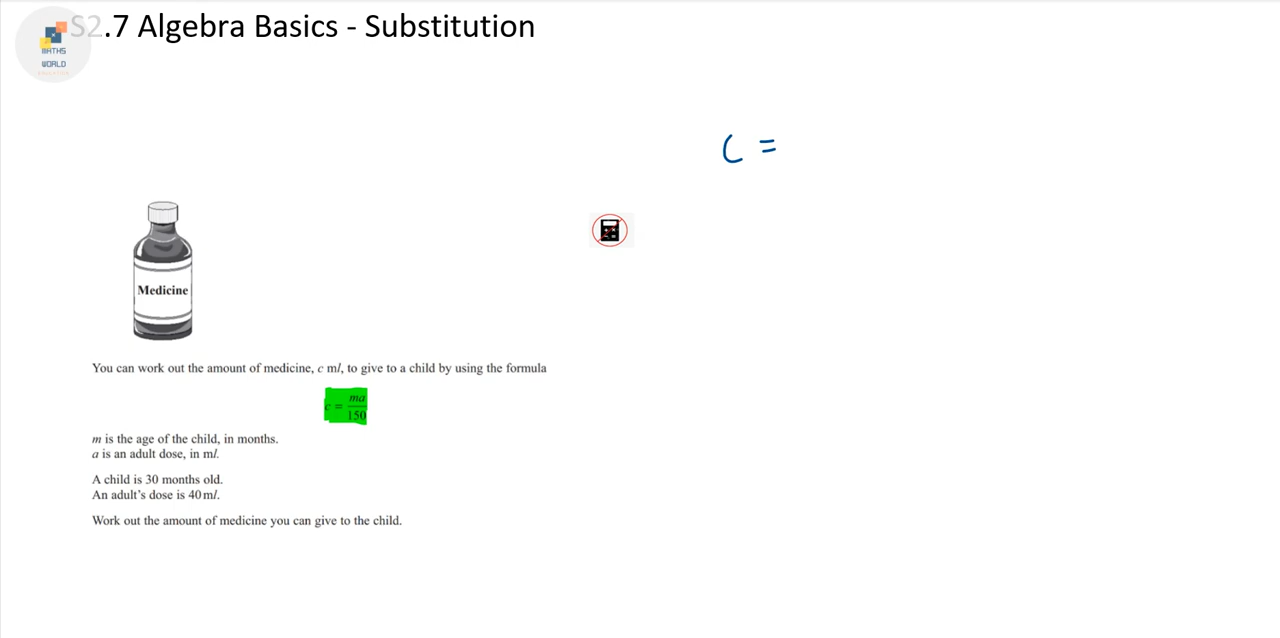 S2.7 Algebra Basics - Substitution
MATHS
WORLD
C =
Medicine
You can work out the amount of medicine, c ml, to give to a child by using the formula
c = ma/150
m is the age of the child, in months.
a is an adult dose, in ml.
A child is 30 months old.
An adult's dose is 40 ml.
Work out the amount of medicine you can give to the child.